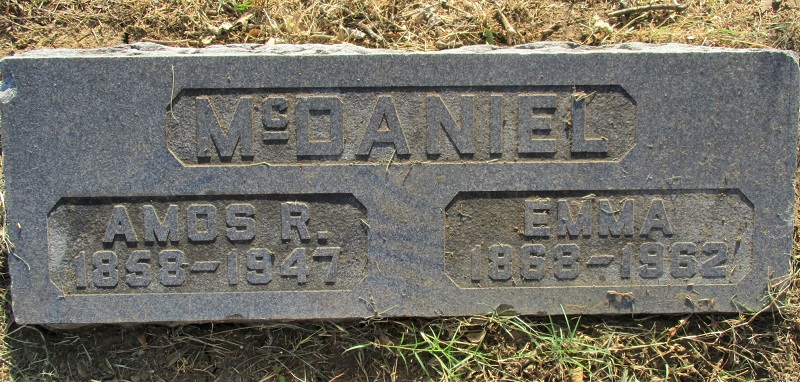 McDANIEL
AMOS R.
1858-1947
EMMA
1868-1962